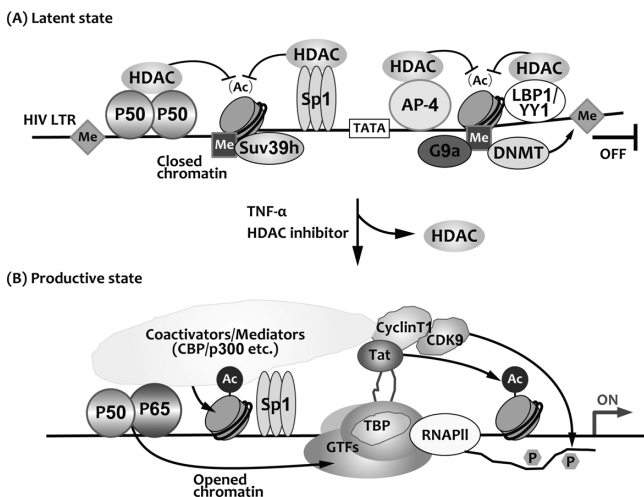 (A) Latent state
HDAC
HDAC
HDAC
HDAC
Ac
Ac
P50
P50
Sp1
AP-4
LBP1/
YY1
HIV LTR
Me
TATA
Me
Me
Suv39h
Me
G9a
DNMT
OFF
Closed
chromatin
TNF-α
HDAC inhibitor
HDAC
(B) Productive state
Coactivators/Mediators
(CBP/p300 etc.)
CyclinT1
CDK9
Tat
Ac
Ac
P50
P65
Sp1
ON
TBP
GTFs
RNAPII
P
P
Opened
chromatin